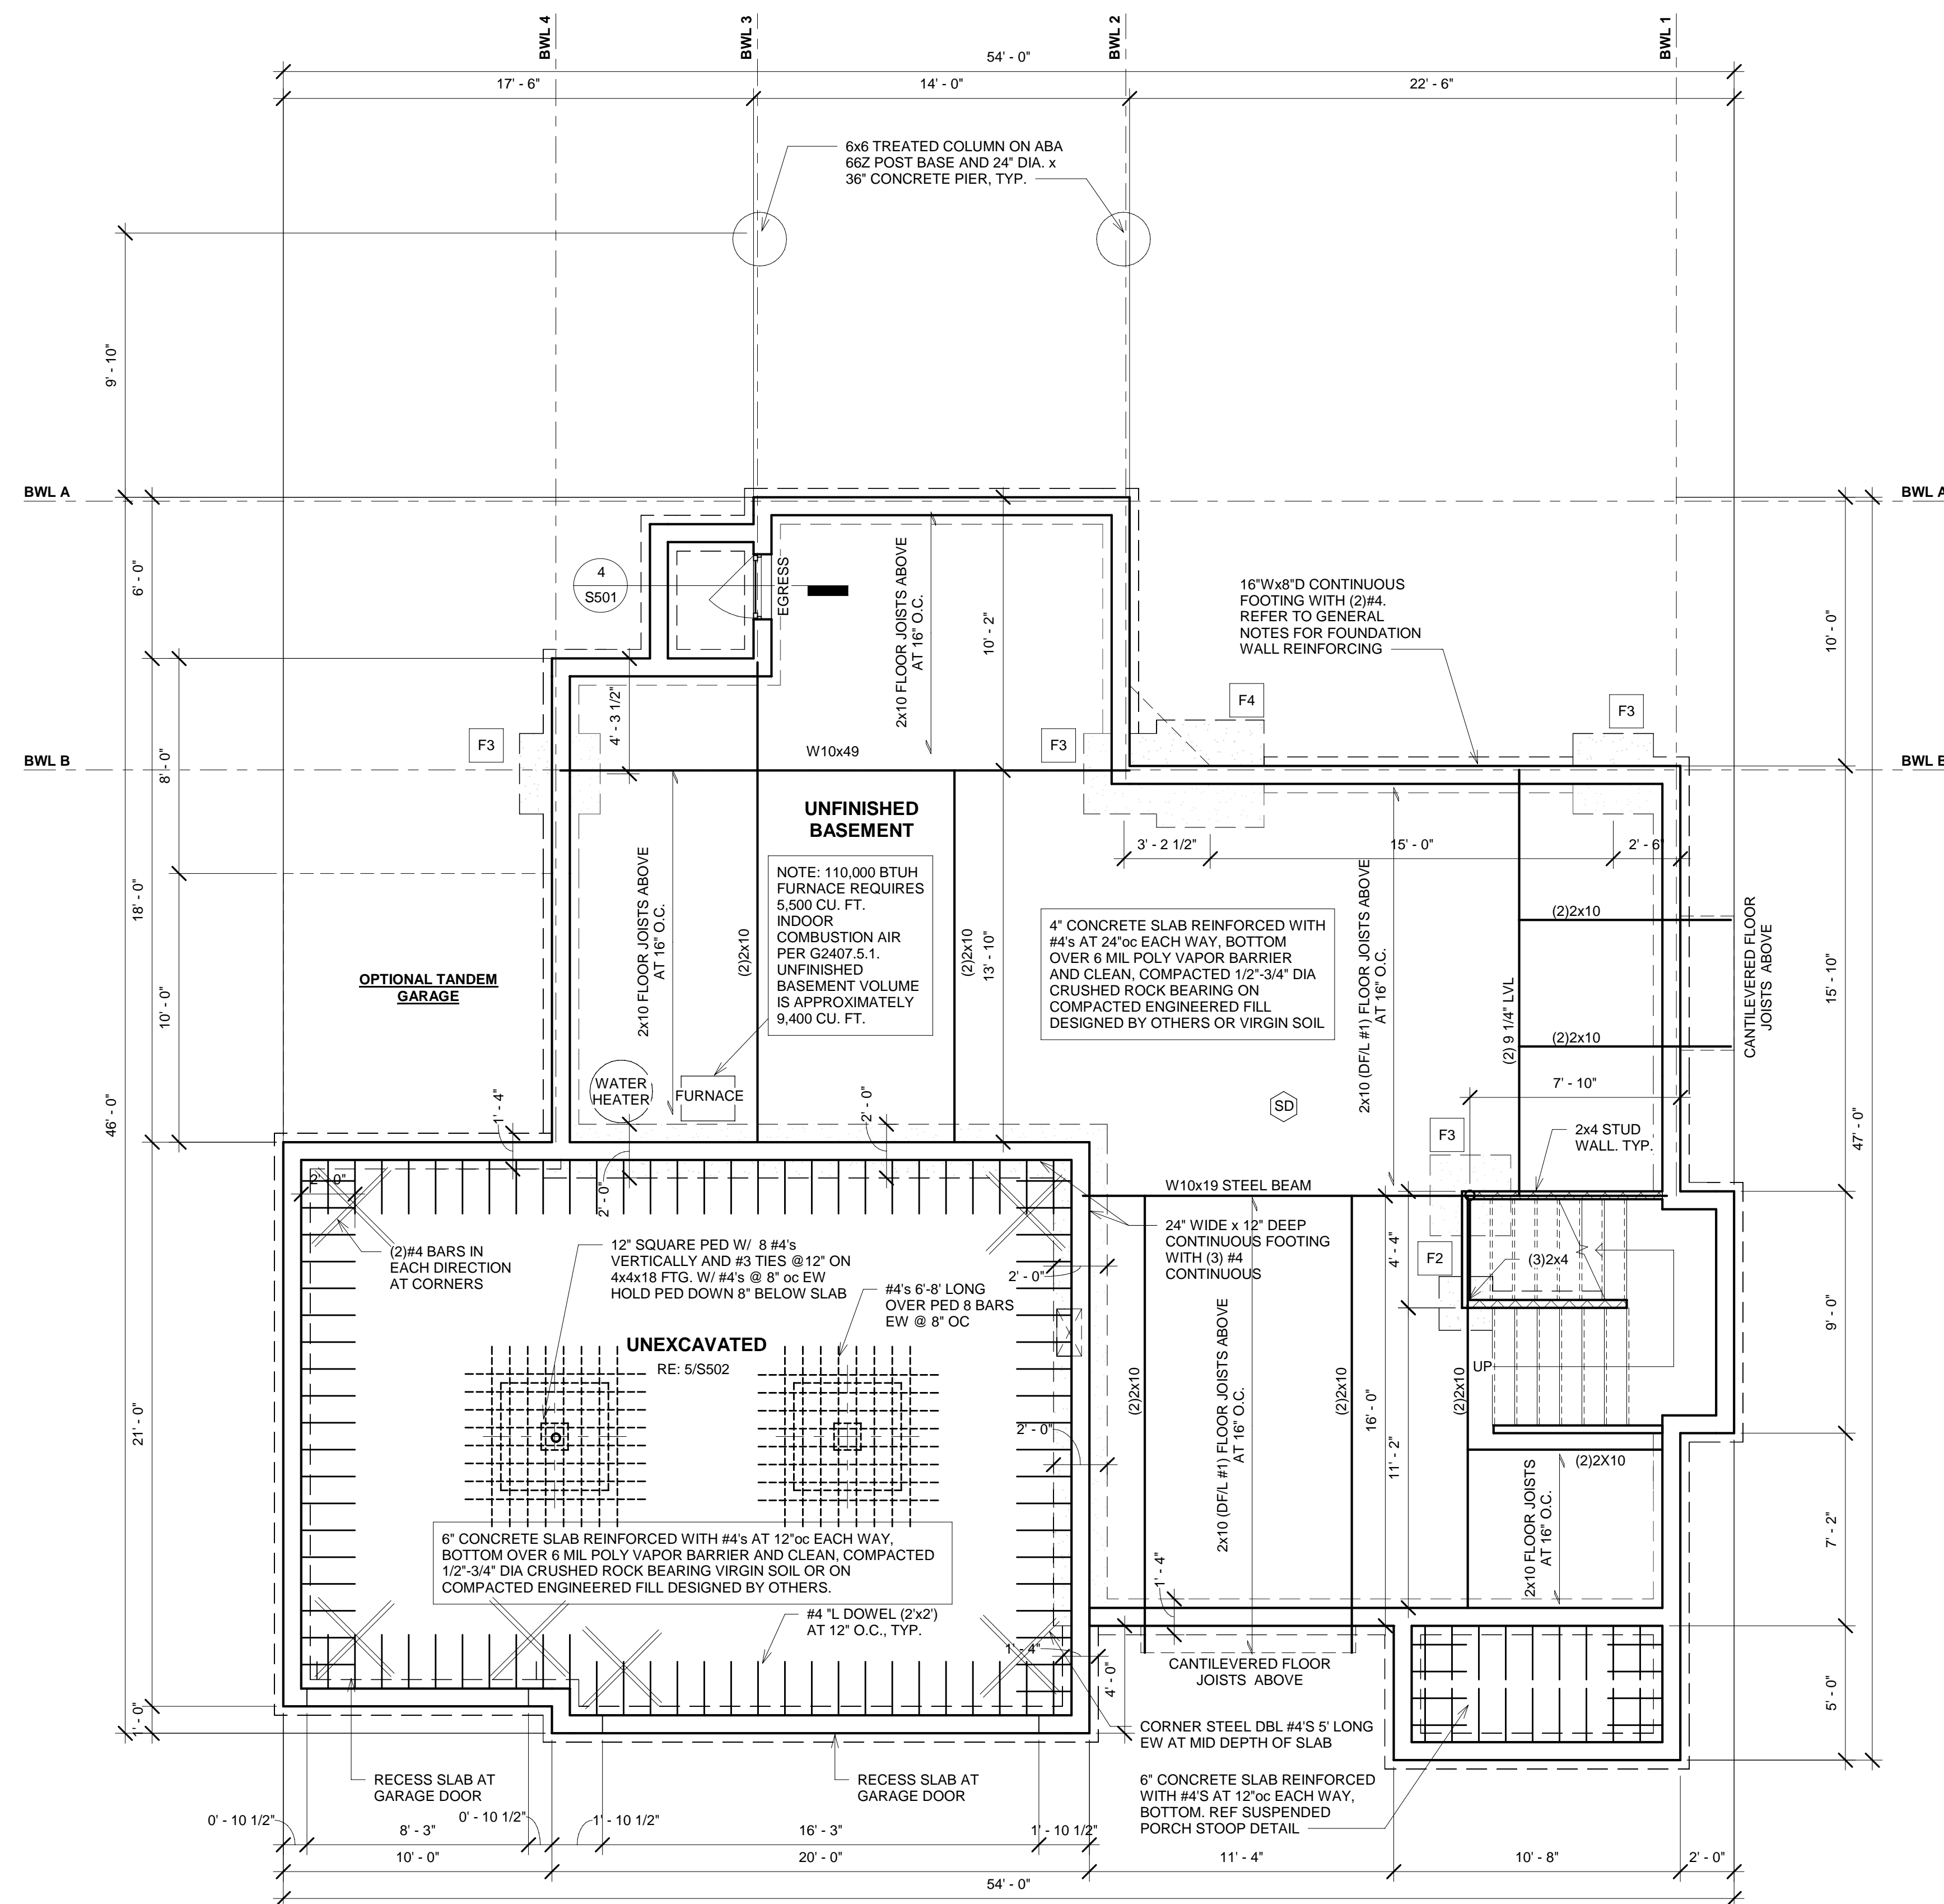 BWL 4
BWL 3
BWL 2
BWL 1
54' - 0"
17' - 6"
14' - 0"
22' - 6"
6x6 TREATED COLUMN ON ABA
66Z POST BASE AND 24" DIA. x
36" CONCRETE PIER, TYP.
9' - 10"
BWL A
BWL A
6' - 0"
4
S501
EGRESS
2x10 FLOOR JOISTS ABOVE
AT 16" O.C.
10' - 2"
16"Wx8"D CONTINUOUS
FOOTING WITH (2)#4.
REFER TO GENERAL
NOTES FOR FOUNDATION
WALL REINFORCING
10' - 0"
4' - 3 1/2"
F3
F3
F4
F3
W10x49
BWL B
BWL B
8' - 0"
18' - 0"
10' - 0"
46' - 0"
UNFINISHED
BASEMENT
2x10 FLOOR JOISTS ABOVE
AT 16" O.C.
(2)2x10
NOTE: 110,000 BTUH
FURNACE REQUIRES
5,500 CU. FT.
INDOOR
COMBUSTION AIR
PER G2407.5.1.
UNFINISHED
BASEMENT VOLUME
IS APPROXIMATELY
9,400 CU. FT.
(2)2x10
13' - 10"
3' - 2 1/2"
15' - 0"
2' - 6"
4" CONCRETE SLAB REINFORCED WITH
#4's AT 24"oc EACH WAY, BOTTOM
OVER 6 MIL POLY VAPOR BARRIER
AND CLEAN, COMPACTED 1/2"-3/4" DIA
CRUSHED ROCK BEARING ON
COMPACTED ENGINEERED FILL
DESIGNED BY OTHERS OR VIRGIN SOIL
2x10 (DF/L #1) FLOOR JOISTS ABOVE
AT 16" O.C.
(2)2x10
(2) 9 1/4" LVL
(2)2x10
CANTILEVERED FLOOR
JOISTS ABOVE
15' - 10"
47' - 0"
OPTIONAL TANDEM
GARAGE
WATER
HEATER
FURNACE
1' - 4"
2' - 0"
SD
7' - 10"
F3
2x4 STUD
WALL. TYP.
2' - 0"
2' - 0"
W10x19 STEEL BEAM
(2)#4 BARS IN
EACH DIRECTION
AT CORNERS
12" SQUARE PED W/ 8 #4's
VERTICALLY AND #3 TIES @12" ON
4x4x18 FTG. W/ #4's @ 8" oc EW
HOLD PED DOWN 8" BELOW SLAB
#4's 6'-8' LONG
OVER PED 8 BARS
EW @ 8" OC
24" WIDE x 12" DEEP
CONTINUOUS FOOTING
WITH (3) #4
CONTINUOUS
2' - 0"
4' - 4"
F2
(3)2x4
9' - 0"
UNEXCAVATED
RE: 5/S502
21' - 0"
2' - 0"
(2)2x10
2x10 (DF/L #1) FLOOR JOISTS ABOVE
AT 16" O.C.
(2)2x10
16' - 0"
11' - 2"
(2)2x10
UP
(2)2X10
2x10 FLOOR JOISTS
AT 16" O.C.
7' - 2"
6" CONCRETE SLAB REINFORCED WITH #4's AT 12"oc EACH WAY,
BOTTOM OVER 6 MIL POLY VAPOR BARRIER AND CLEAN, COMPACTED
1/2"-3/4" DIA CRUSHED ROCK BEARING VIRGIN SOIL OR ON
COMPACTED ENGINEERED FILL DESIGNED BY OTHERS.
#4 "L DOWEL (2'x2')
AT 12" O.C., TYP.
1' - 4"
1' - 4"
4' - 0"
CANTILEVERED FLOOR
JOISTS ABOVE
5' - 0"
1' - 0"
CORNER STEEL DBL #4'S 5' LONG
EW AT MID DEPTH OF SLAB
RECESS SLAB AT
GARAGE DOOR
RECESS SLAB AT
GARAGE DOOR
6" CONCRETE SLAB REINFORCED
WITH #4'S AT 12"oc EACH WAY,
BOTTOM. REF SUSPENDED
PORCH STOOP DETAIL
0' - 10 1/2"
8' - 3"
0' - 10 1/2"
1' - 10 1/2"
16' - 3"
1' - 10 1/2"
10' - 0"
20' - 0"
11' - 4"
10' - 8"
2' - 0"
54' - 0"